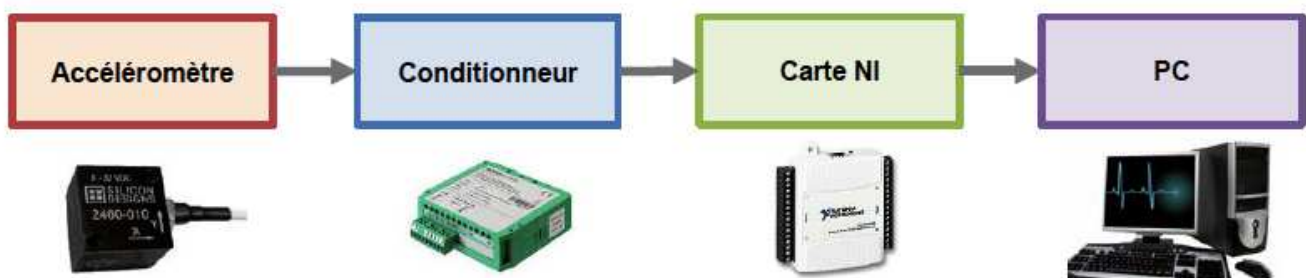 Accéléromètre
Conditionneur
Carte NI
PC
SILICON
DESIGNS
2460-010